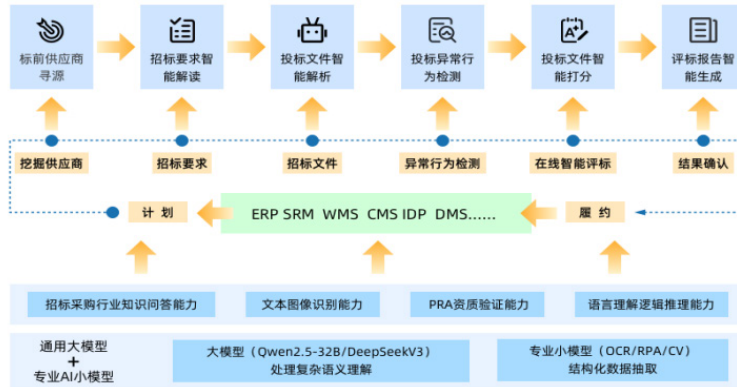 标前供应商
寻源
招标要求智
能解读
投标文件智
能解析
投标异常行
为检测
投标文件智
能打分
评标报告智
能生成
挖掘供应商
招标要求
招标文件
异常行为检测
在线智能评标
结果确认
计 划
ERP SRM WMS CMS IDP DMS......
履 约
招标采购行业知识问答能力
文本图像识别能力
PRA资质验证能力
语言理解逻辑推理能力
通用大模型
+
专业AI小模型
大模型（Qwen2.5-32B/DeepSeekV3）
处理复杂语义理解
专业小模型（OCR/RPA/CV）
结构化数据抽取